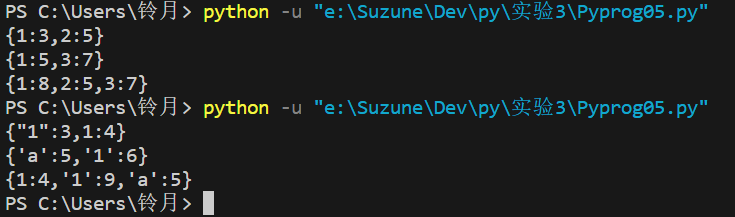 PS C:\Users\铃月> python -u "e:\Suzune\Dev\py\实验3\Pyprog05.py"
{1:3,2:5}
{1:5,3:7}
{1:8,2:5,3:7}
PS C:\Users\铃月> python -u "e:\Suzune\Dev\py\实验3\Pyprog05.py"
{"1":3,1:4}
{'a':5,'1':6}
{1:4,'1':9,'a':5}
PS C:\Users\铃月>